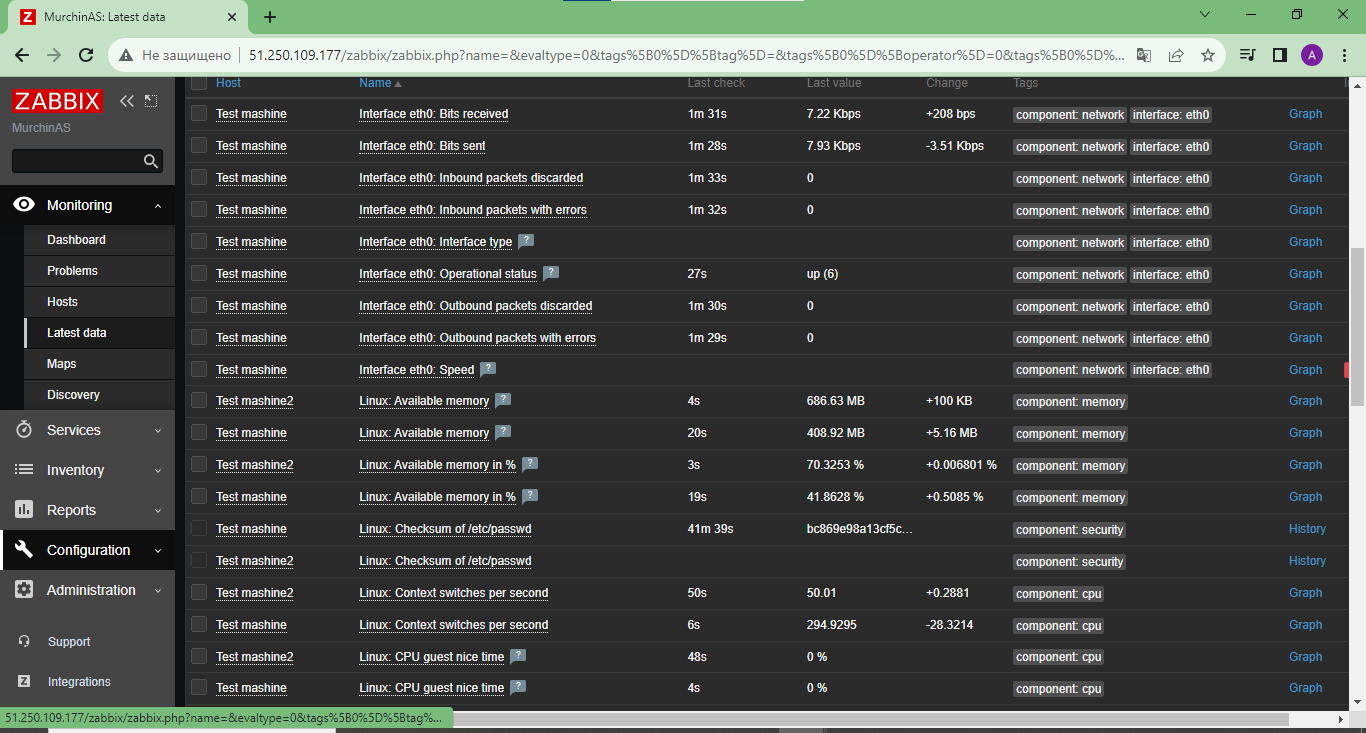 MurchinAS: Latest data
Не защищено 51.250.109.177/zabbix/zabbix.php?name=&evaltype=0&tags%5B0%5D%5Btag%5D=&tags%5B0%5D%5Boperator%5D=0&tags%5B0%5D%... A
ZABBIX
MurchinAS
Monitoring
Dashboard
Problems
Hosts
Latest data
Maps
Discovery
Services
Inventory
Reports
Configuration
Administration
Support
Integrations
Host Name Last check Last value Change Tags
Test mashine Interface eth0: Bits received 1m 31s 7.22 Kbps +208 bps component: network interface: eth0 Graph
Test mashine Interface eth0: Bits sent 1m 28s 7.93 Kbps -3.51 Kbps component: network interface: eth0 Graph
Test mashine Interface eth0: Inbound packets discarded 1m 33s 0 component: network interface: eth0 Graph
Test mashine Interface eth0: Inbound packets with errors 1m 32s 0 component: network interface: eth0 Graph
Test mashine Interface eth0: Interface type ? component: network interface: eth0 Graph
Test mashine Interface eth0: Operational status ? 27s up (6) component: network interface: eth0 Graph
Test mashine Interface eth0: Outbound packets discarded 1m 30s 0 component: network interface: eth0 Graph
Test mashine Interface eth0: Outbound packets with errors 1m 29s 0 component: network interface: eth0 Graph
Test mashine Interface eth0: Speed ? component: network interface: eth0 Graph
Test mashine2 Linux: Available memory ? 4s 686.63 MB +100 KB component: memory Graph
Test mashine Linux: Available memory ? 20s 408.92 MB +5.16 MB component: memory Graph
Test mashine2 Linux: Available memory in % ? 3s 70.3253 % +0.006801 % component: memory Graph
Test mashine Linux: Available memory in % ? 19s 41.8628 % +0.5085 % component: memory Graph
Test mashine Linux: Checksum of /etc/passwd 41m 39s bc869e98a13cf5c... component: security History
Test mashine2 Linux: Checksum of /etc/passwd component: security History
Test mashine2 Linux: Context switches per second 50s 50.01 +0.2881 component: cpu Graph
Test mashine Linux: Context switches per second 6s 294.9295 -28.3214 component: cpu Graph
Test mashine2 Linux: CPU guest nice time ? 48s 0 % component: cpu Graph
Test mashine Linux: CPU guest nice time ? 4s 0 % component: cpu Graph
51.250.109.177/zabbix/zabbix.php?name=&evaltype=0&tags%5B0%5D%5Btag%...